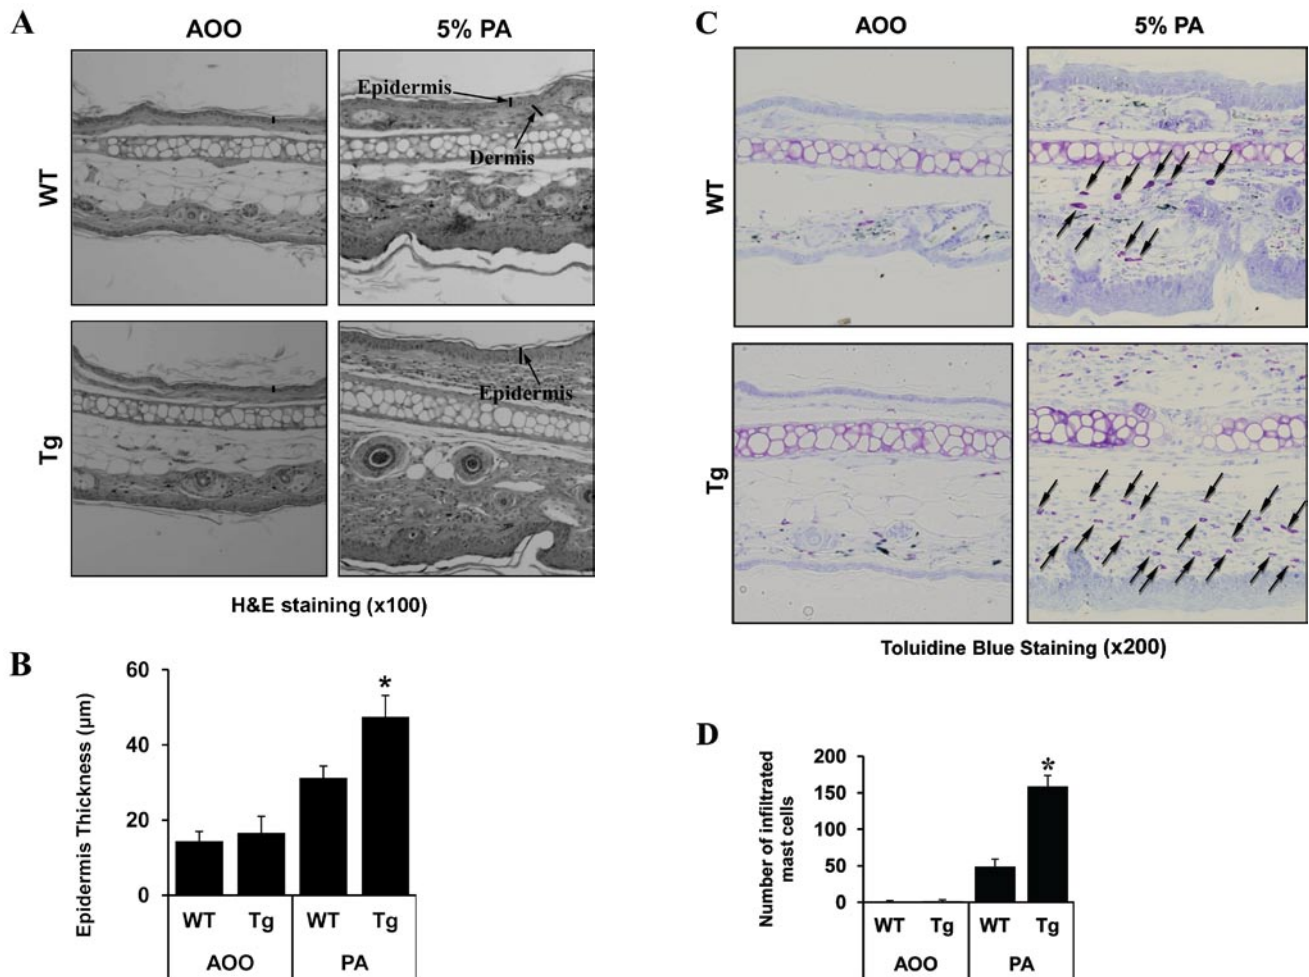 A
AOO 5% PA
WT
Epidermis
Dermis
Tg
Epidermis
H&E staining (x100)
B
Epidermis Thickness (µm)
60
40
20
0
*
WT Tg WT Tg
AOO PA
C
AOO 5% PA
WT
Tg
Toluidine Blue Staining (x200)
D
Number of infiltrated
mast cells
200
150
100
50
0
*
WT Tg WT Tg
AOO PA